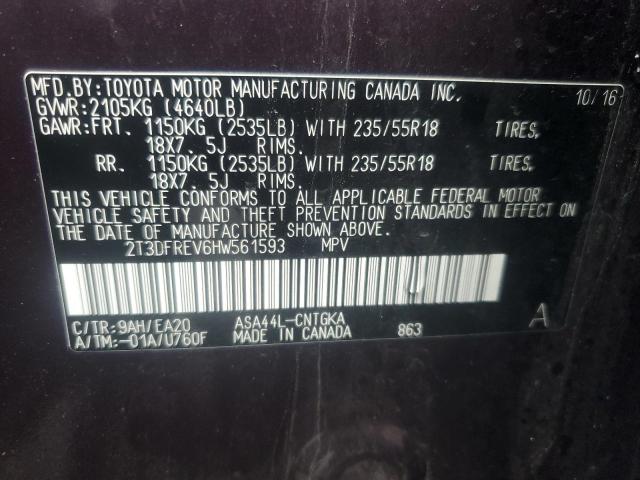 MFD.BY:TOYOTA MOTOR MANUFACTURING CANADA INC. 10/16
GVWR:2105KG (4640LB)
GAWR:FRT. 1150KG (2535LB) WITH 235/55R18 TIRES,
18X7.5J RIMS.
RR. 1150KG (2535LB) WITH 235/55R18 TIRES,
18X7.5J RIMS.
THIS VEHICLE CONFORMS TO ALL APPLICABLE FEDERAL MOTOR
VEHICLE SAFETY AND THEFT PREVENTION STANDARDS IN EFFECT ON
THE DATE OF MANUFACTURE SHOWN ABOVE.
2T3DFREV6HW561593 MPV
C/TR:9AH/EA20 ASA44L-CNTGKA A
A/TM:-01A/U760F MADE IN CANADA 863